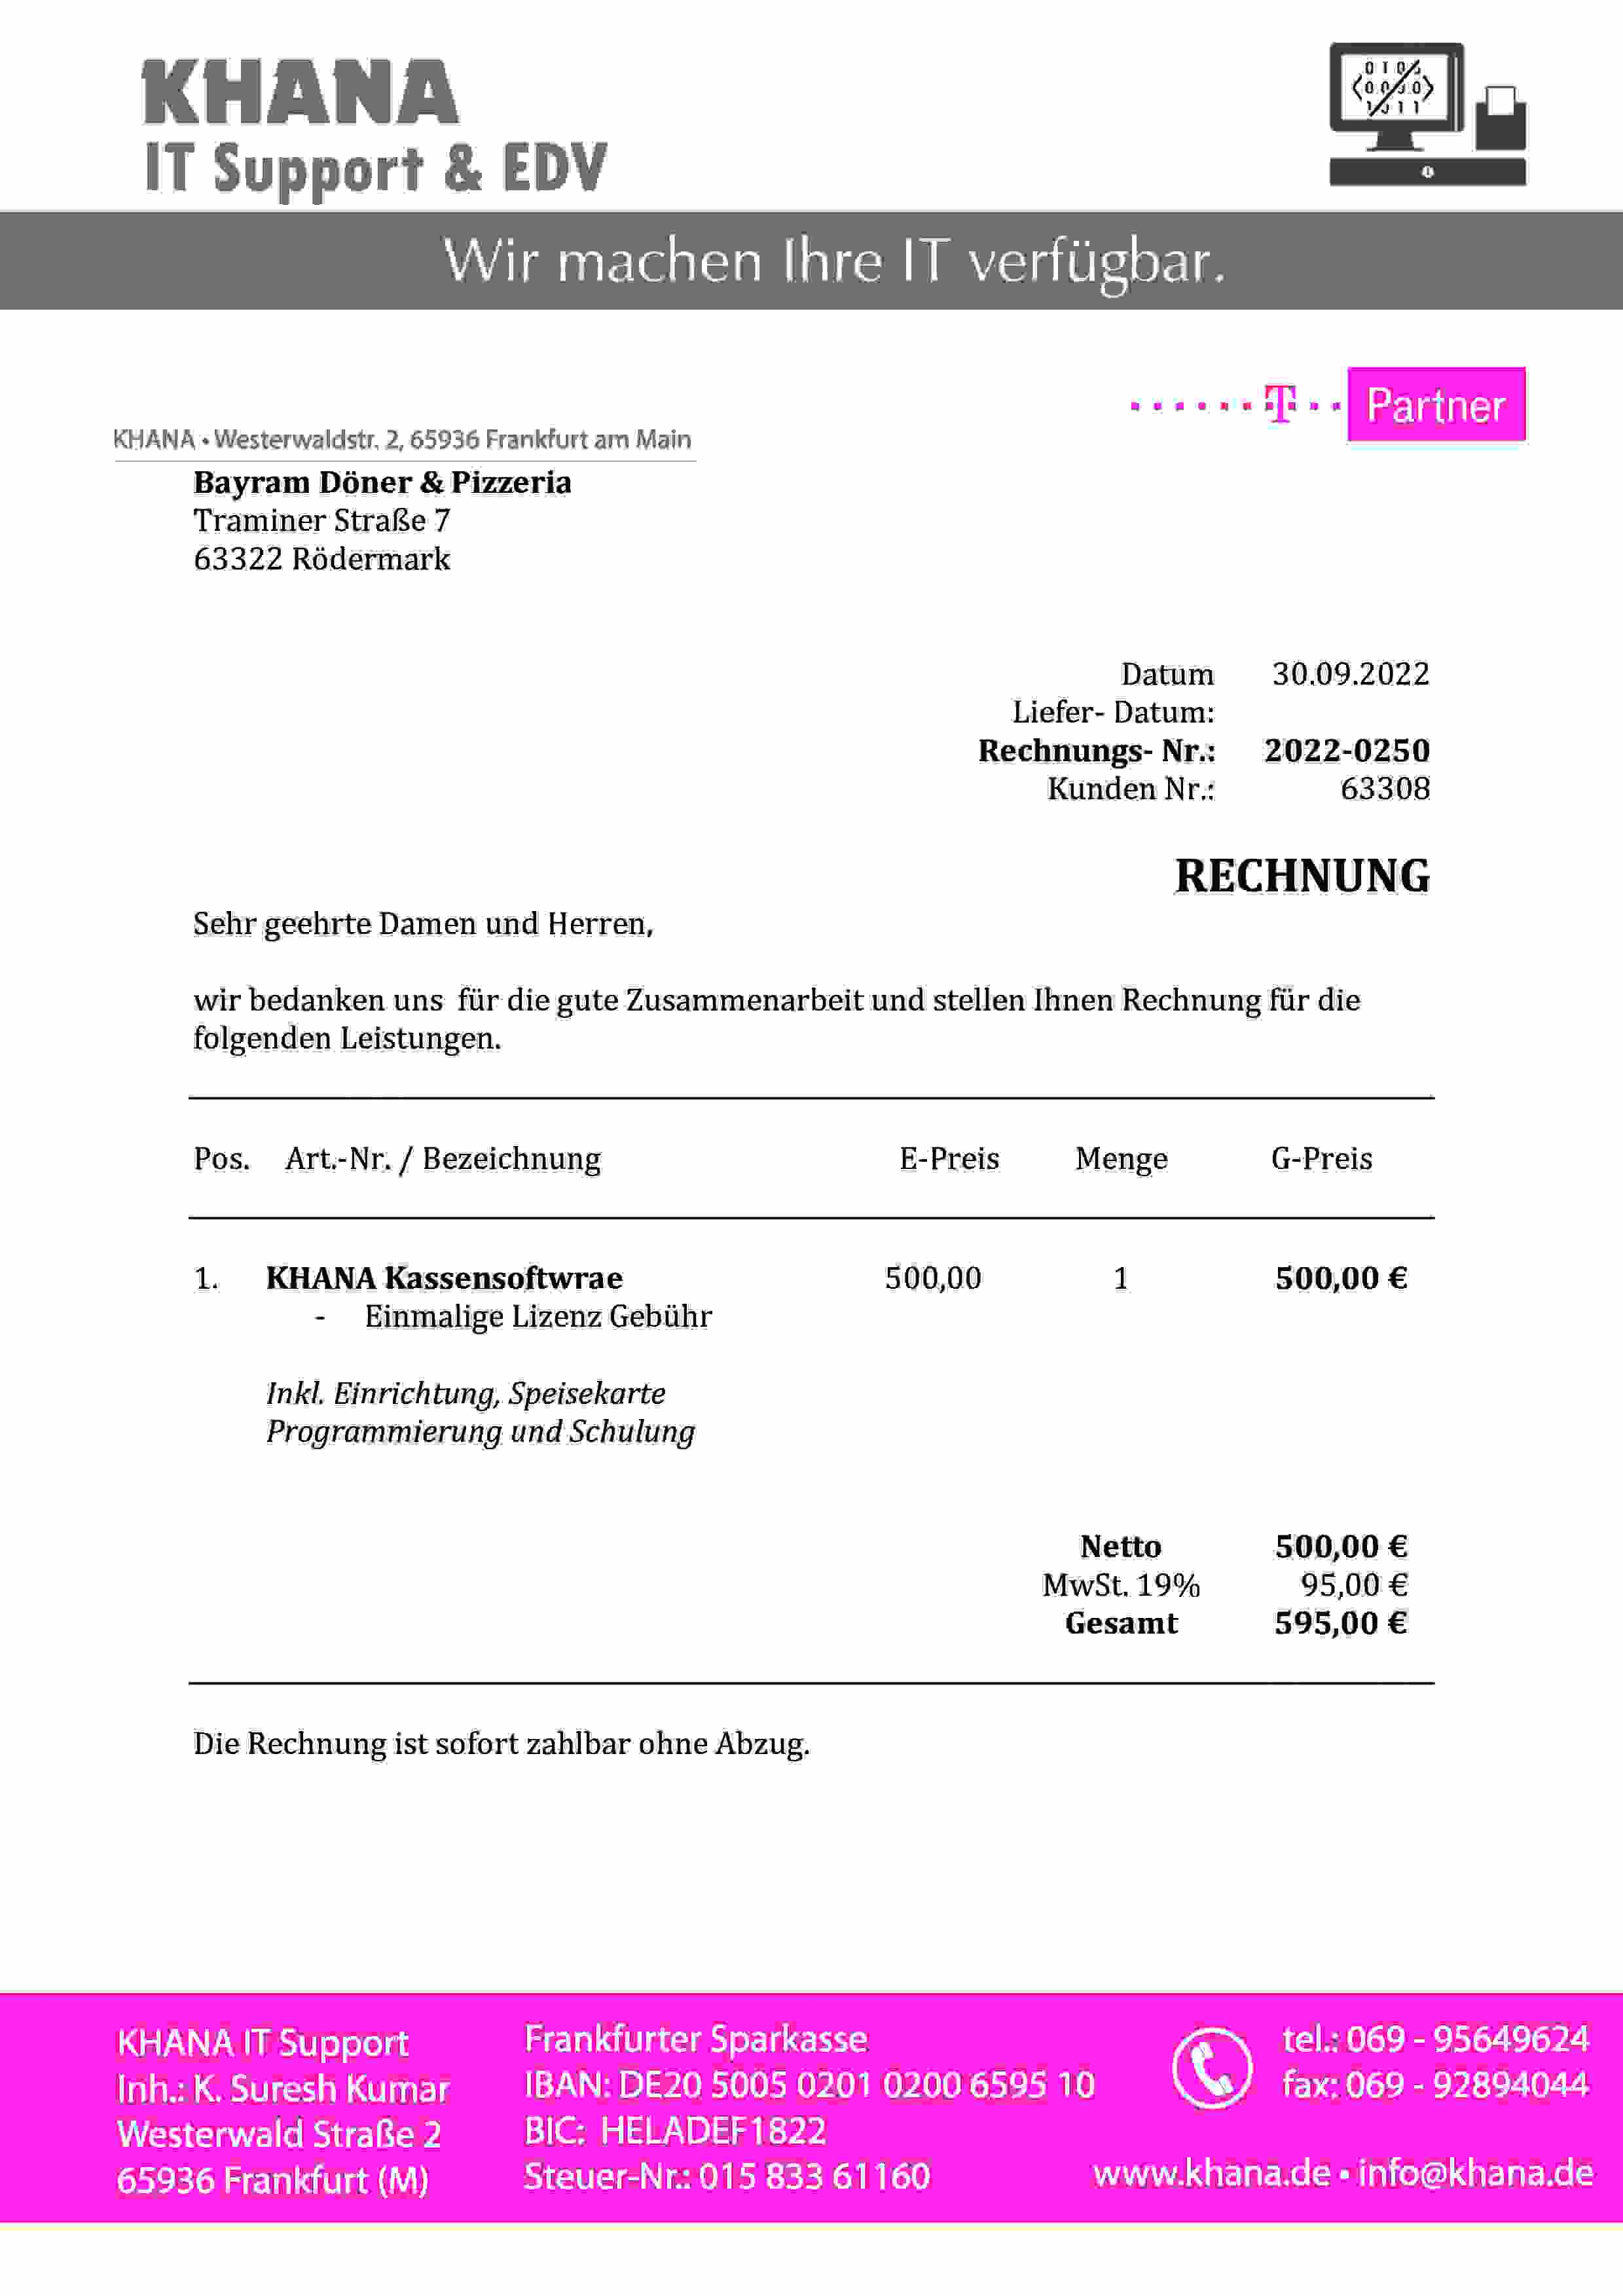 KHANA
IT Support & EDV
Wir machen Ihre IT verfügbar.
T Partner
KHANA • Westerwaldstr. 2, 65936 Frankfurt am Main
Bayram Döner & Pizzeria
Traminer Straße 7
63322 Rödermark
Datum 30.09.2022
Liefer- Datum:
Rechnungs- Nr.: 2022-0250
Kunden Nr.: 63308
RECHNUNG
Sehr geehrte Damen und Herren,
wir bedanken uns  für die gute Zusammenarbeit und stellen Ihnen Rechnung für die
folgenden Leistungen.
Pos. Art.-Nr. / Bezeichnung E-Preis Menge G-Preis
1. KHANA Kassensoftwrae 500,00 1 500,00 €
- Einmalige Lizenz Gebühr
Inkl. Einrichtung, Speisekarte
Programmierung und Schulung
Netto 500,00 €
MwSt. 19% 95,00 €
Gesamt 595,00 €
Die Rechnung ist sofort zahlbar ohne Abzug.
KHANA IT Support
Inh.: K. Suresh Kumar
Westerwald Straße 2
65936 Frankfurt (M)
Frankfurter Sparkasse
IBAN: DE20 5005 0201 0200 6595 10
BIC: HELADEF1822
Steuer-Nr.: 015 833 61160
tel.: 069 - 95649624
fax: 069 - 92894044
www.khana.de • info@khana.de